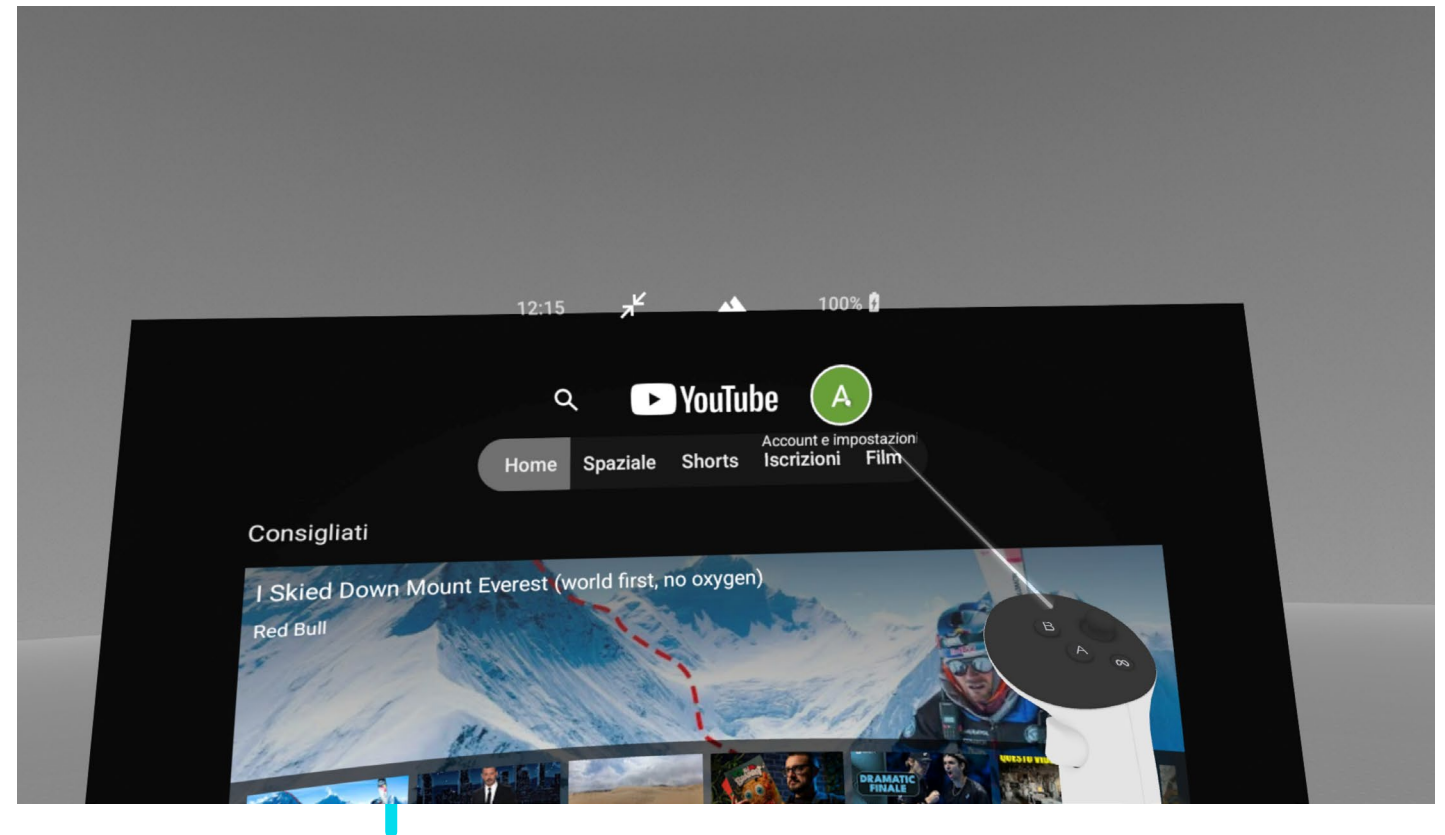 12:15
100%
YouTube
A
Account e impostazioni
Home Spaziale Shorts Iscrizioni Film
Consigliati
I Skied Down Mount Everest (world first, no oxygen)
Red Bull
B
A
DRAMATIC
FINALE